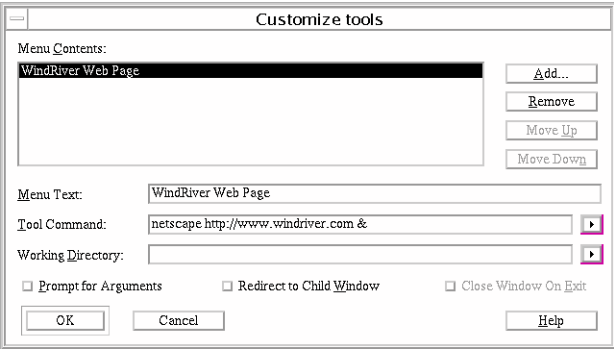 Customize tools
Menu Contents:
WindRiver Web Page
Add...
Remove
Move Up
Move Down
Menu Text: WindRiver Web Page
Tool Command: netscape http://www.windriver.com &
Working Directory:
Prompt for Arguments Redirect to Child Window Close Window On Exit
OK Cancel Help